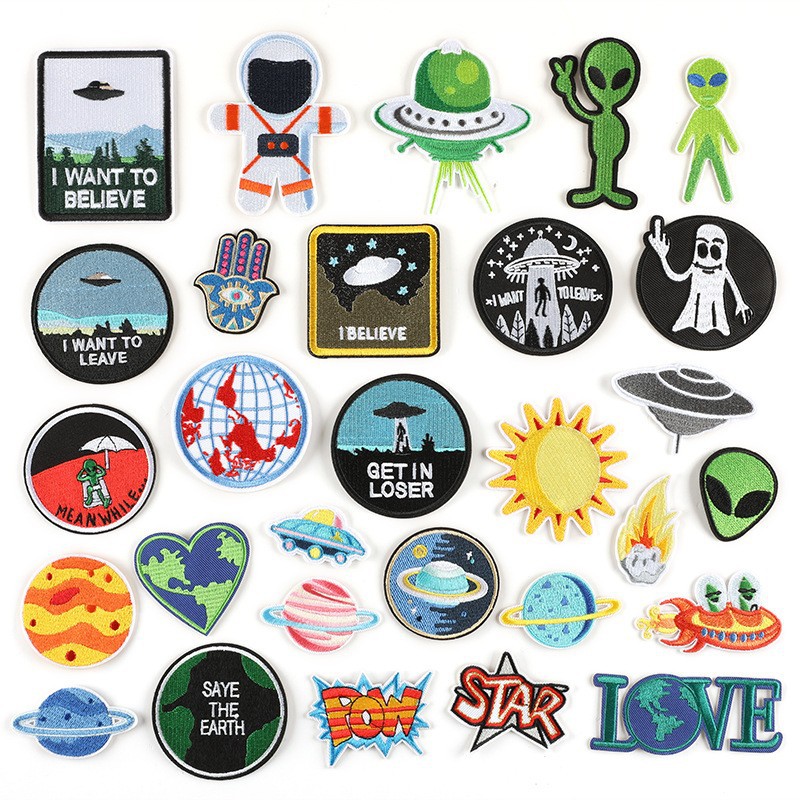 I WANT TO
BELIEVE
I WANT TO
LEAVE
I BELIEVE
I WANT TO LEAVE
MEANWHILE...
GET IN
LOSER
SAYE
THE
EARTH
POW
STAR
LOVE